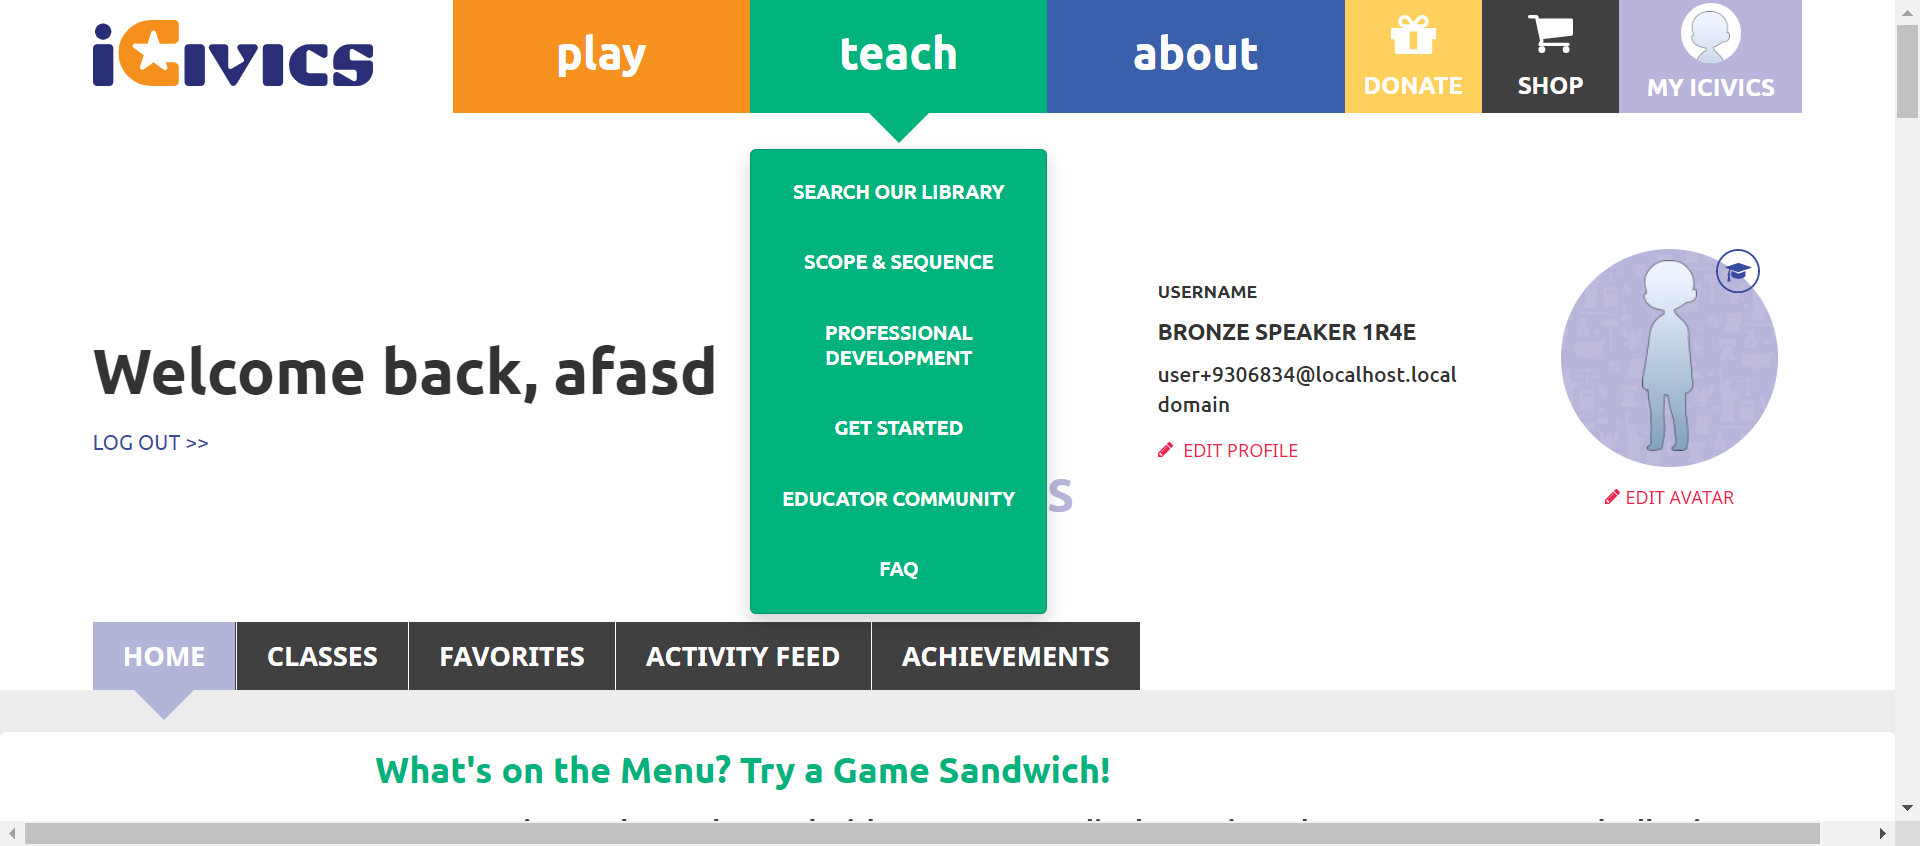 iCivics
play
teach
about
DONATE
SHOP
MY ICIVICS
SEARCH OUR LIBRARY
SCOPE & SEQUENCE
PROFESSIONAL
DEVELOPMENT
GET STARTED
EDUCATOR COMMUNITY
FAQ
Welcome back, afasd
LOG OUT >>
s
USERNAME
BRONZE SPEAKER 1R4E
user+9306834@localhost.local
domain
EDIT PROFILE
EDIT AVATAR
HOME
CLASSES
FAVORITES
ACTIVITY FEED
ACHIEVEMENTS
What's on the Menu? Try a Game Sandwich!